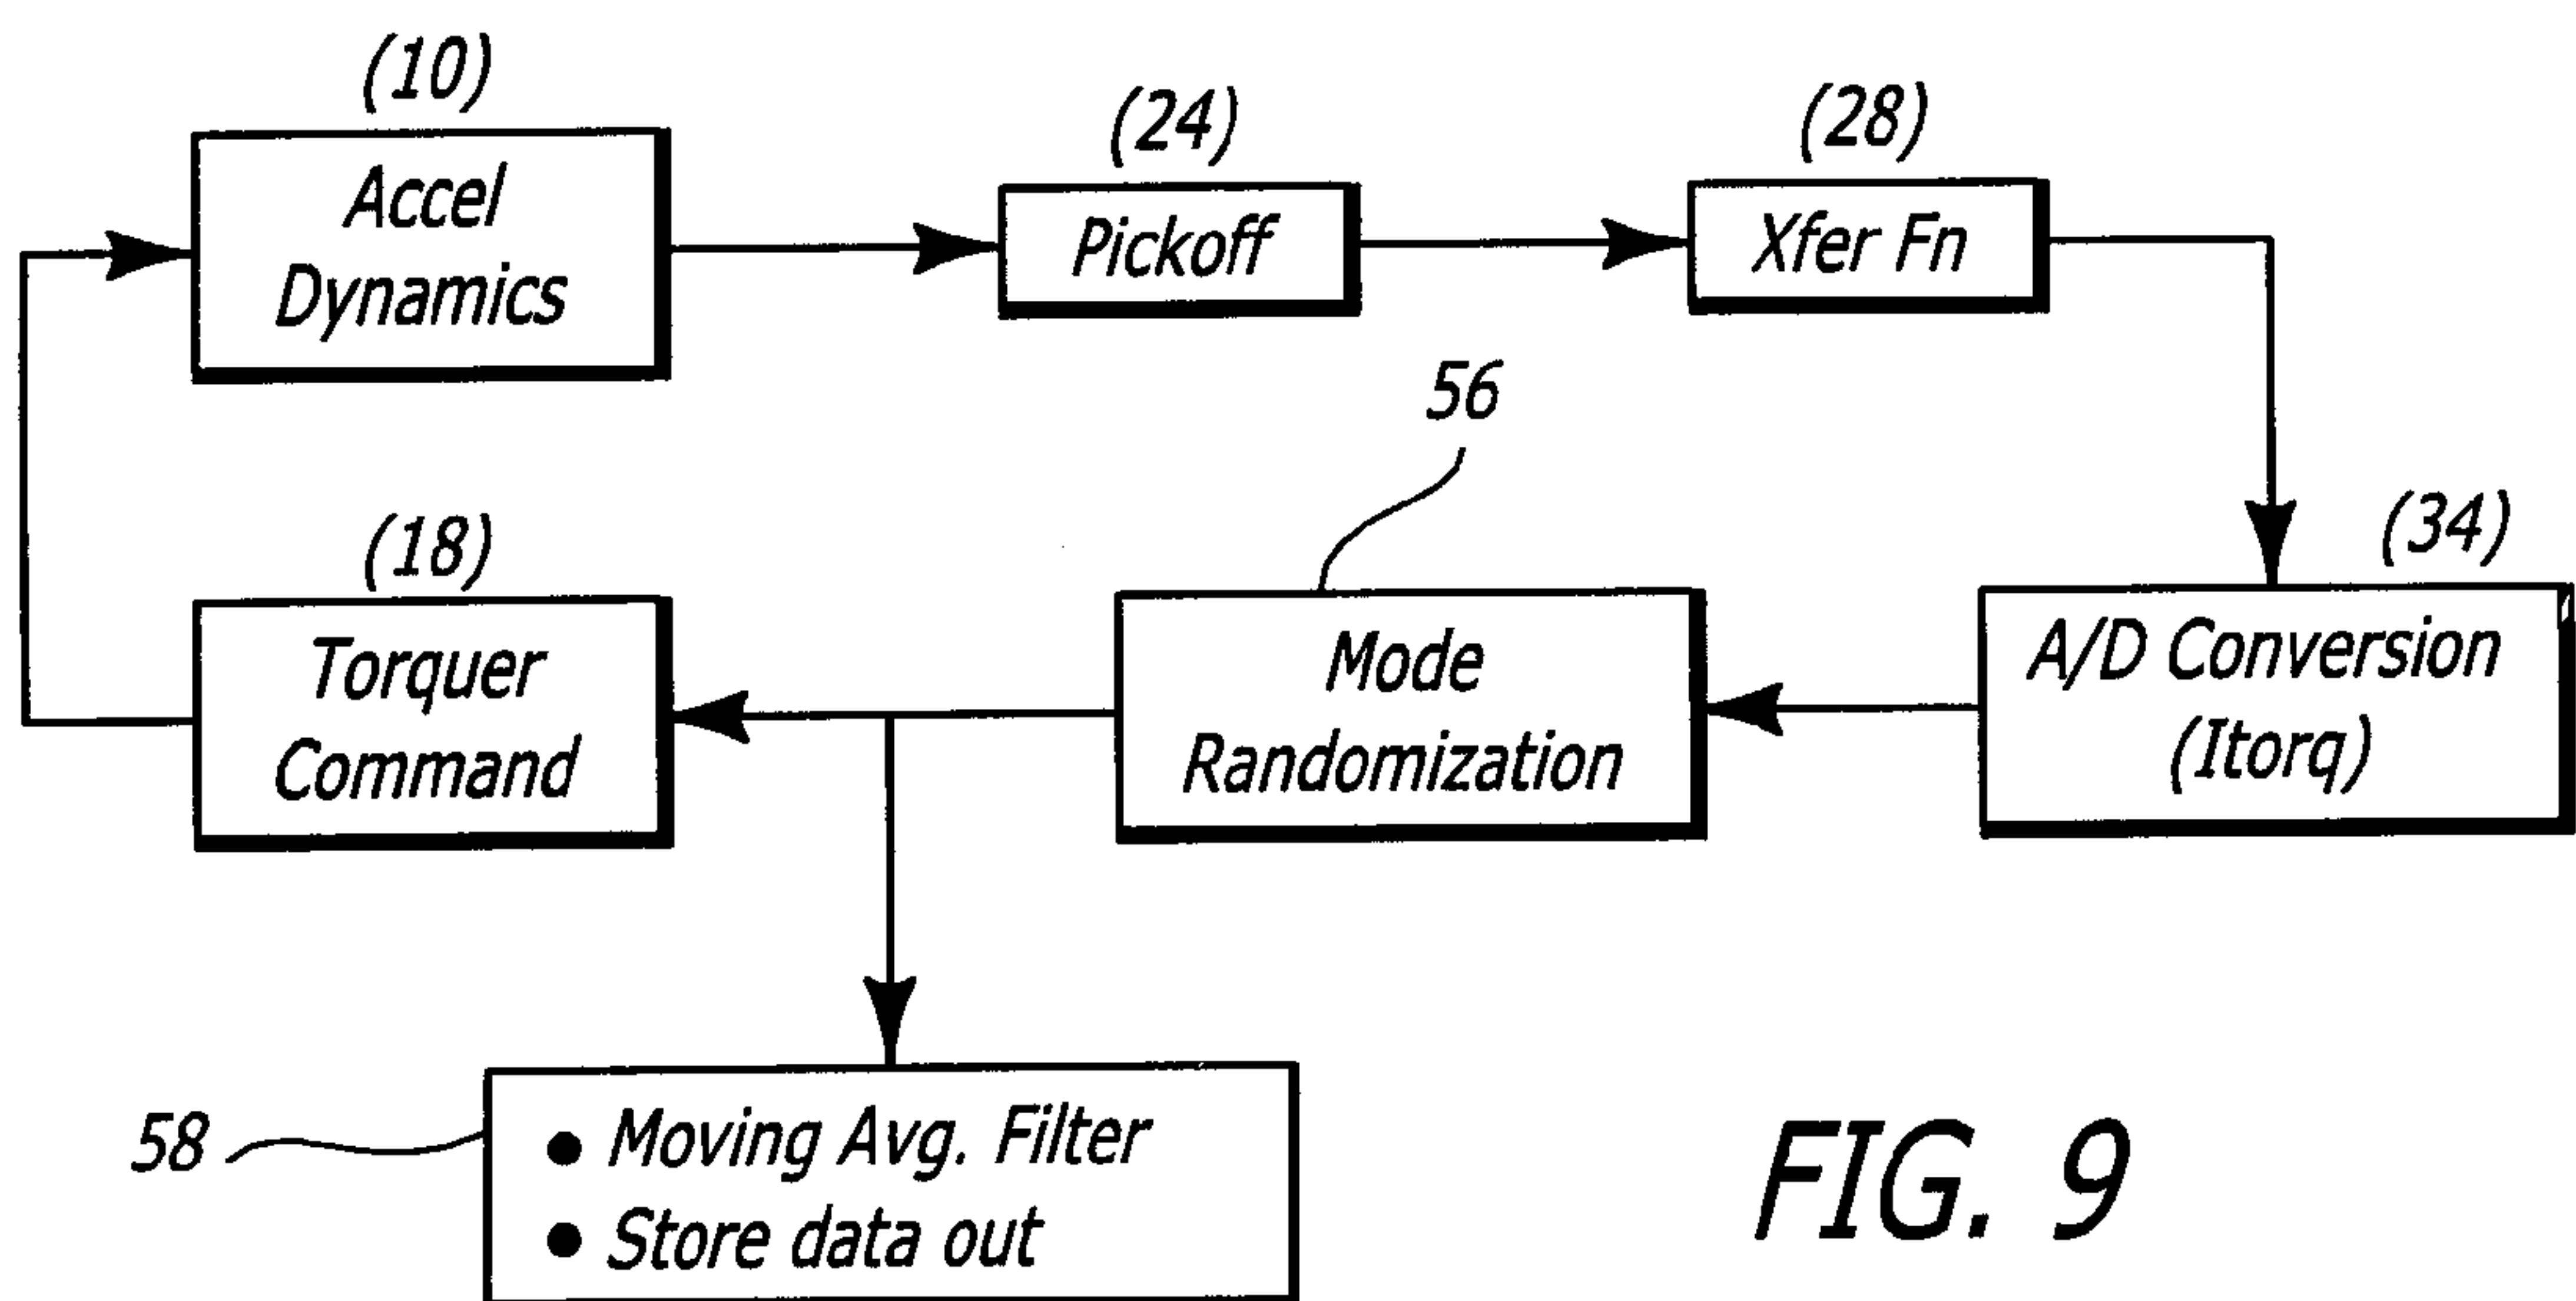 (10)
Accel
Dynamics
(24)
Pickoff
(28)
Xfer Fn
56
(34)
A/D Conversion
(Itorq)
Mode
Randomization
(18)
Torquer
Command
58
● Moving Avg. Filter
● Store data out
FIG. 9